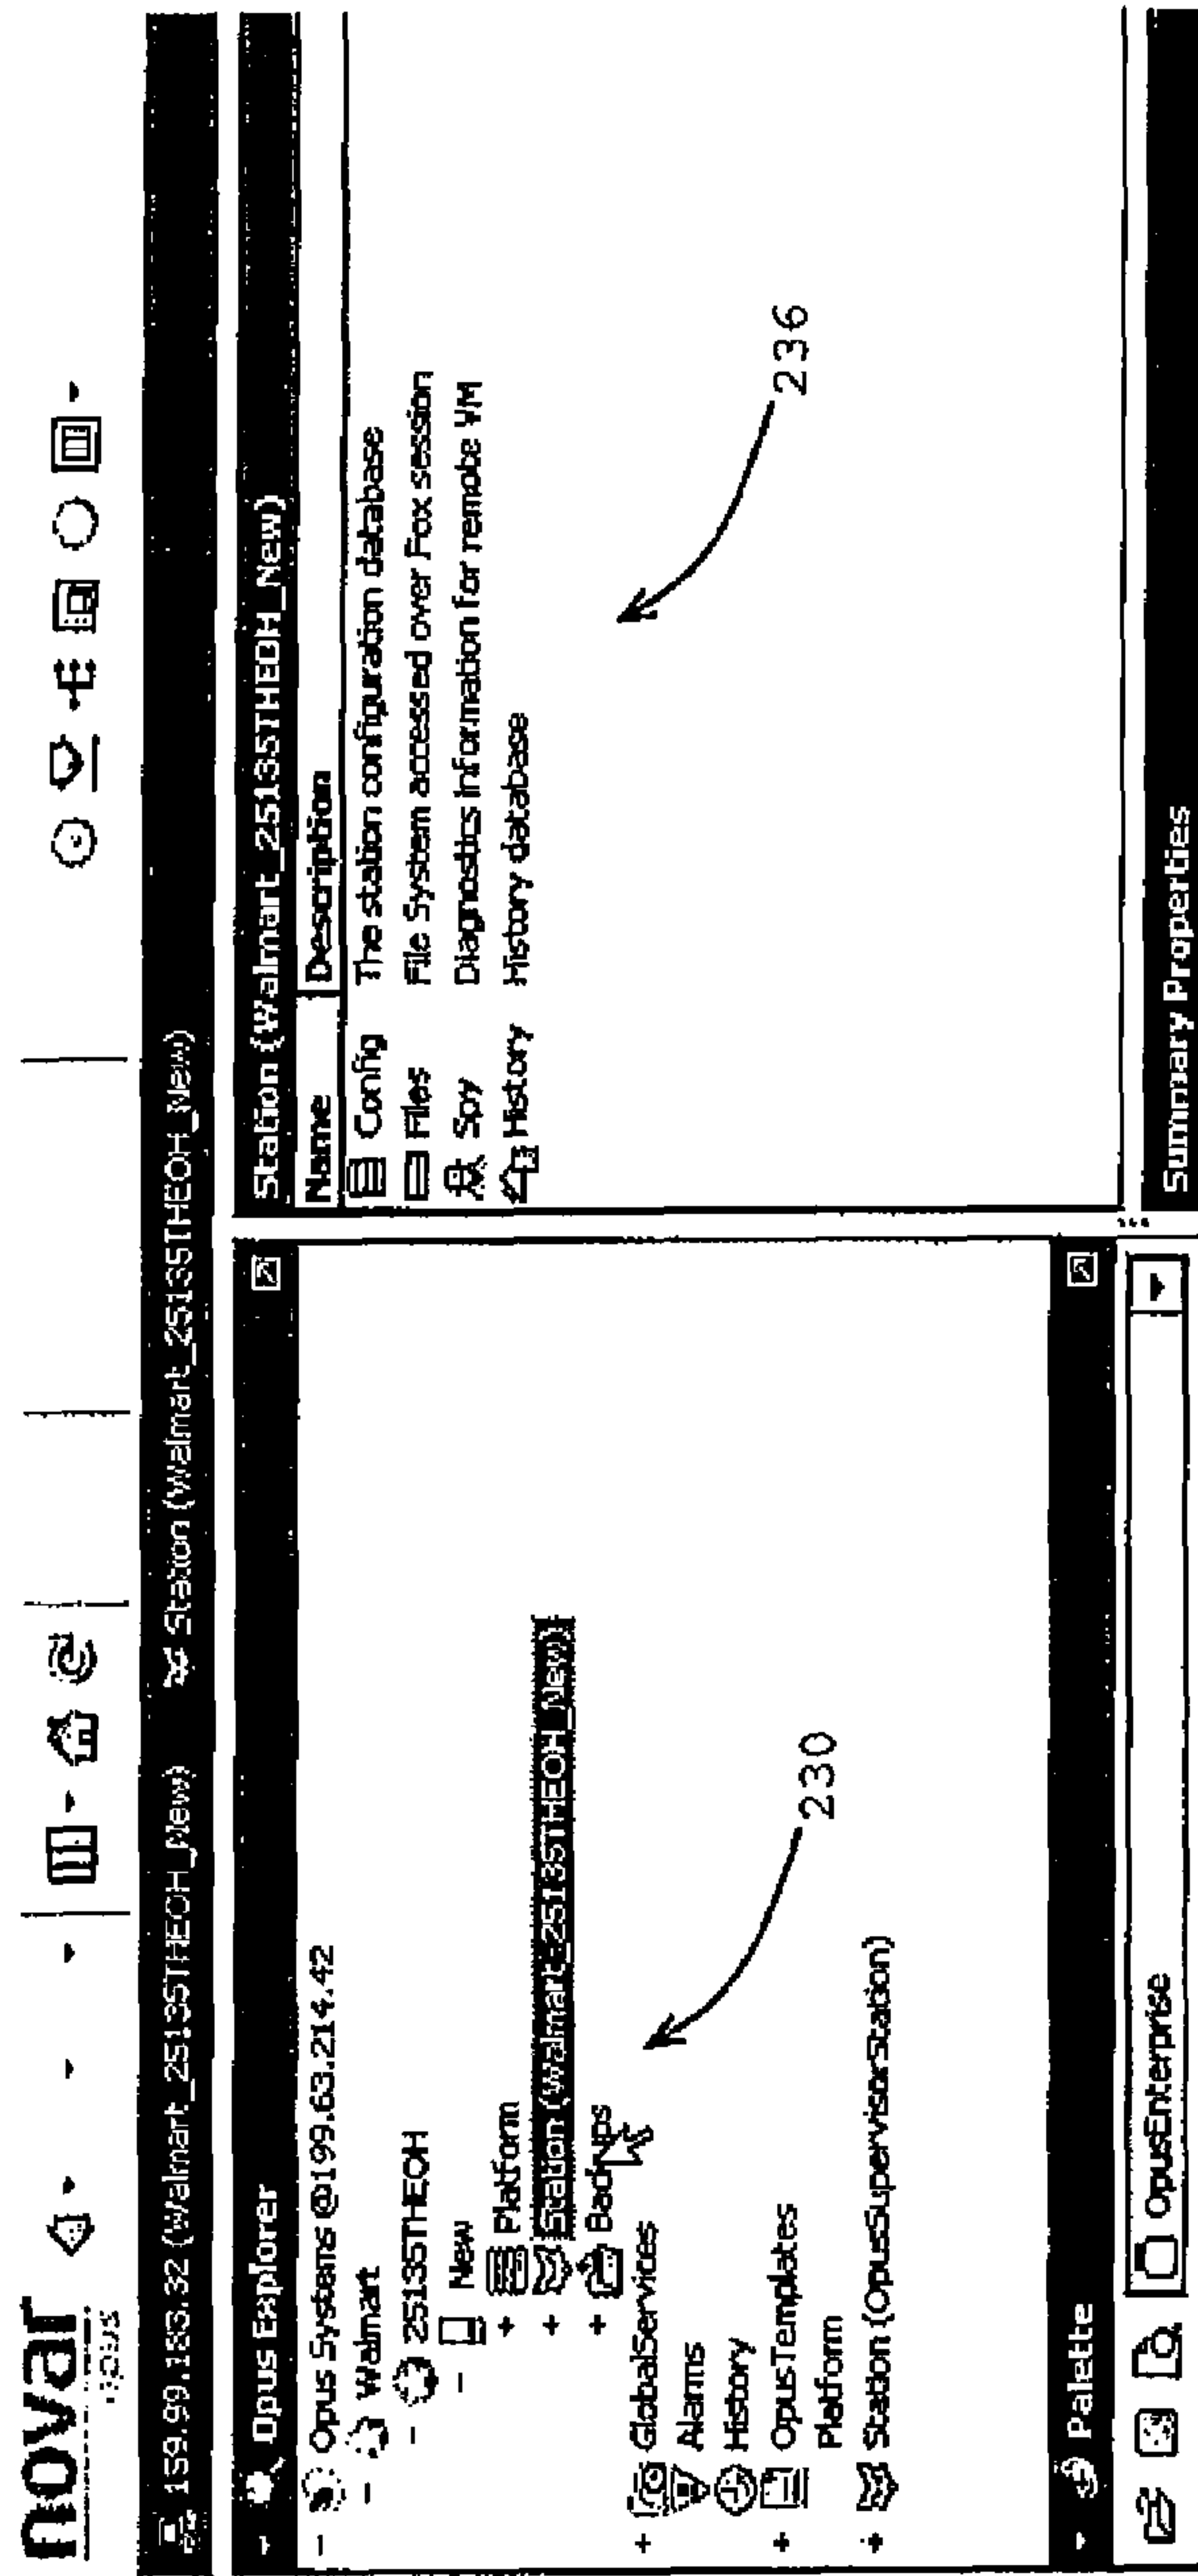 novar
opus
159.99.186.32 (Walmart_2513STHEOH_New) Station (Walmart_2513STHEOH_New)
Opus Explorer
Opus Systems @199.63.214.42
Walmart
2513STHEOH
New
Platform
Station (Walmart_2513STHEOH_New)
Backups
GlobalServices
Alarms
History
OpusTemplates
Platform
Station (OpusSupervisorStation)
230
Palette
OpusEnterprise
Station (Walmart_2513STHEOH_New)
Name Description
Config The station configuration database
Files File System accessed over Fox session
Spy Diagnostics information for remote VM
History History database
236
Summary Properties